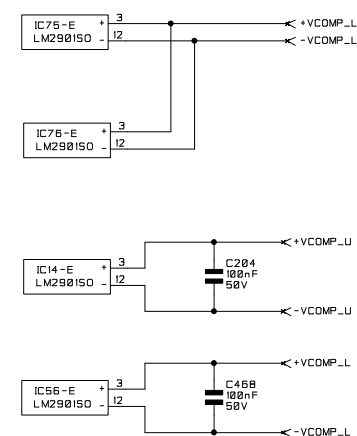 IC75-E + 3 +VCOMP_L
LM2901SO - 12 -VCOMP_L
IC76-E + 3
LM2901SO - 12
+VCOMP_U
IC14-E + 3 C204
LM2901SO - 12 100nF
50V
-VCOMP_U
+VCOMP_L
IC56-E + 3 C468
LM2901SO - 12 100nF
50V
-VCOMP_L